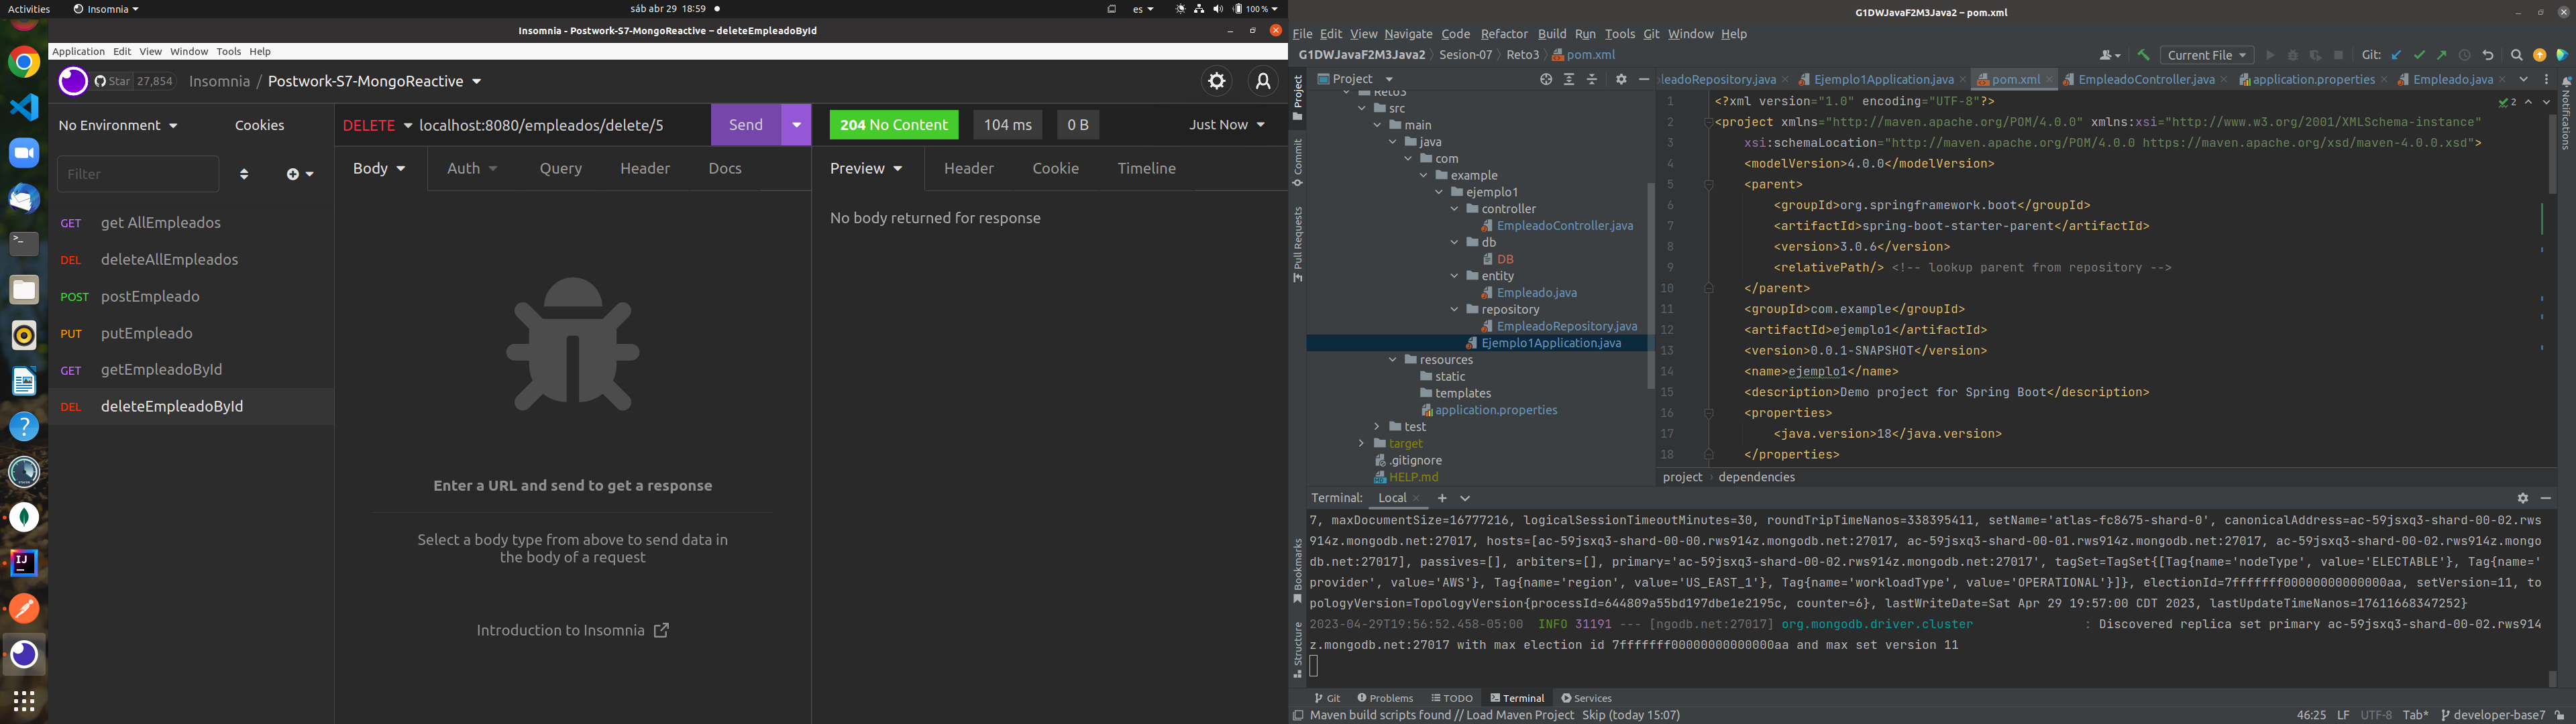 Activities
Insomnia
sáb abr 29 18:59
es
100 %
Insomnia - Postwork-S7-MongoReactive – deleteEmpleadoById
Application Edit View Window Tools Help
Star 27,854
Insomnia / Postwork-S7-MongoReactive
No Environment
Cookies
Filter
GET get AllEmpleados
DEL deleteAllEmpleados
POST postEmpleado
PUT putEmpleado
GET getEmpleadoById
DEL deleteEmpleadoById
DELETE localhost:8080/empleados/delete/5 Send
Body Auth Query Header Docs
Enter a URL and send to get a response
Select a body type from above to send data in
the body of a request
Introduction to Insomnia
204 No Content 104 ms 0 B Just Now
Preview Header Cookie Timeline
No body returned for response
G1DWJavaF2M3Java2 – pom.xml
File Edit View Navigate Code Refactor Build Run Tools Git Window Help
G1DWJavaF2M3Java2 Sesion-07 Reto3 pom.xml
Current File
Git:
Project
Commit
Pull Requests
Bookmarks
Structure
Notifications
Project
Reto3
src
main
java
com
example
ejemplo1
controller
EmpleadoController.java
db
DB
entity
Empleado.java
repository
EmpleadoRepository.java
Ejemplo1Application.java
resources
static
templates
application.properties
test
target
.gitignore
HELP.md
leadoRepository.java Ejemplo1Application.java pom.xml EmpleadoController.java application.properties Empleado.java
2
1 <?xml version="1.0" encoding="UTF-8"?>
2 <project xmlns="http://maven.apache.org/POM/4.0.0" xmlns:xsi="http://www.w3.org/2001/XMLSchema-instance"
3 xsi:schemaLocation="http://maven.apache.org/POM/4.0.0 https://maven.apache.org/xsd/maven-4.0.0.xsd">
4 <modelVersion>4.0.0</modelVersion>
5 <parent>
6 <groupId>org.springframework.boot</groupId>
7 <artifactId>spring-boot-starter-parent</artifactId>
8 <version>3.0.6</version>
9 <relativePath/> <!-- lookup parent from repository -->
10 </parent>
11 <groupId>com.example</groupId>
12 <artifactId>ejemplo1</artifactId>
13 <version>0.0.1-SNAPSHOT</version>
14 <name>ejemplo1</name>
15 <description>Demo project for Spring Boot</description>
16 <properties>
17 <java.version>18</java.version>
18 </properties>
project dependencies
Terminal: Local
7, maxDocumentSize=16777216, logicalSessionTimeoutMinutes=30, roundTripTimeNanos=338395411, setName='atlas-fc8675-shard-0', canonicalAddress=ac-59jsxq3-shard-00-02.rws
914z.mongodb.net:27017, hosts=[ac-59jsxq3-shard-00-00.rws914z.mongodb.net:27017, ac-59jsxq3-shard-00-01.rws914z.mongodb.net:27017, ac-59jsxq3-shard-00-02.rws914z.mongo
db.net:27017], passives=[], arbiters=[], primary='ac-59jsxq3-shard-00-02.rws914z.mongodb.net:27017', tagSet=TagSet{[Tag{name='nodeType', value='ELECTABLE'}, Tag{name='
provider', value='AWS'}, Tag{name='region', value='US_EAST_1'}, Tag{name='workloadType', value='OPERATIONAL'}]}, electionId=7fffffff00000000000000aa, setVersion=11, to
pologyVersion=TopologyVersion{processId=644809a55bd197dbe1e2195c, counter=6}, lastWriteDate=Sat Apr 29 19:57:00 CDT 2023, lastUpdateTimeNanos=17611668347252}
2023-04-29T19:56:52.458-05:00 INFO 31191 --- [ngodb.net:27017] org.mongodb.driver.cluster : Discovered replica set primary ac-59jsxq3-shard-00-02.rws914
z.mongodb.net:27017 with max election id 7fffffff00000000000000aa and max set version 11
Git Problems TODO Terminal Services
Maven build scripts found // Load Maven Project Skip (today 15:07)
46:25 LF UTF-8 Tab* developer-base7